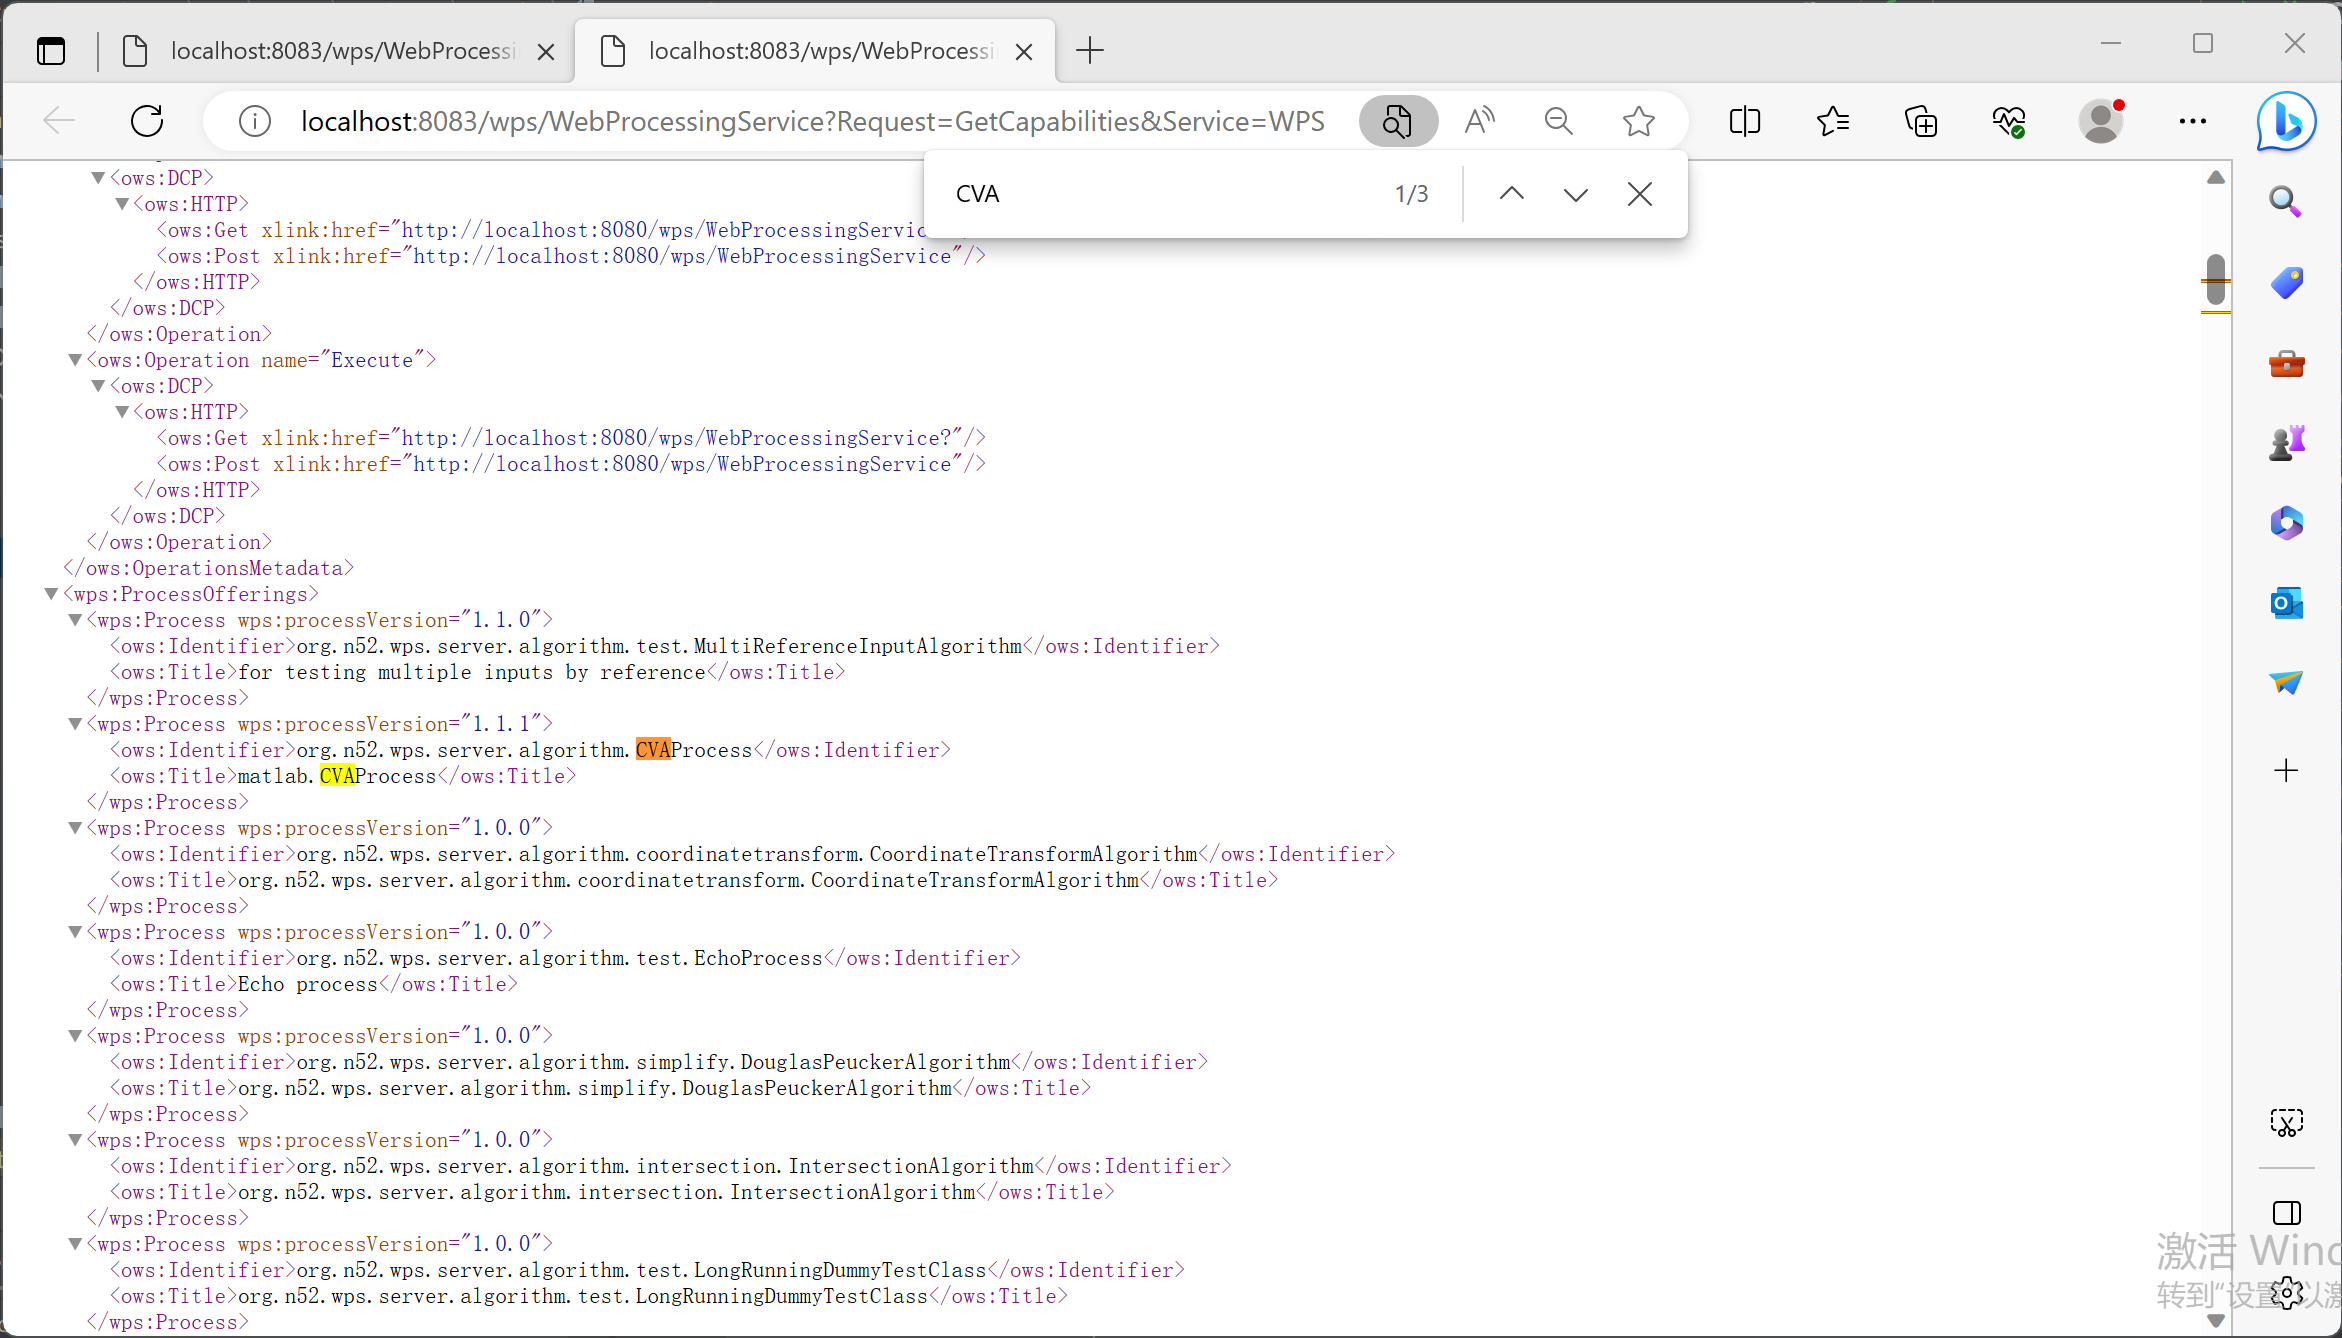 localhost:8083/wps/WebProcessi
localhost:8083/wps/WebProcessi
localhost:8083/wps/WebProcessingService?Request=GetCapabilities&Service=WPS
CVA
1/3
<ows:DCP>
<ows:HTTP>
<ows:Get xlink:href="http://localhost:8080/wps/WebProcessingServic
<ows:Post xlink:href="http://localhost:8080/wps/WebProcessingService"/>
</ows:HTTP>
</ows:DCP>
</ows:Operation>
<ows:Operation name="Execute">
<ows:DCP>
<ows:HTTP>
<ows:Get xlink:href="http://localhost:8080/wps/WebProcessingService?"/>
<ows:Post xlink:href="http://localhost:8080/wps/WebProcessingService"/>
</ows:HTTP>
</ows:DCP>
</ows:Operation>
</ows:OperationsMetadata>
<wps:ProcessOfferings>
<wps:Process wps:processVersion="1.1.0">
<ows:Identifier>org.n52.wps.server.algorithm.test.MultiReferenceInputAlgorithm</ows:Identifier>
<ows:Title>for testing multiple inputs by reference</ows:Title>
</wps:Process>
<wps:Process wps:processVersion="1.1.1">
<ows:Identifier>org.n52.wps.server.algorithm.CVAProcess</ows:Identifier>
<ows:Title>matlab.CVAProcess</ows:Title>
</wps:Process>
<wps:Process wps:processVersion="1.0.0">
<ows:Identifier>org.n52.wps.server.algorithm.coordinatetransform.CoordinateTransformAlgorithm</ows:Identifier>
<ows:Title>org.n52.wps.server.algorithm.coordinatetransform.CoordinateTransformAlgorithm</ows:Title>
</wps:Process>
<wps:Process wps:processVersion="1.0.0">
<ows:Identifier>org.n52.wps.server.algorithm.test.EchoProcess</ows:Identifier>
<ows:Title>Echo process</ows:Title>
</wps:Process>
<wps:Process wps:processVersion="1.0.0">
<ows:Identifier>org.n52.wps.server.algorithm.simplify.DouglasPeuckerAlgorithm</ows:Identifier>
<ows:Title>org.n52.wps.server.algorithm.simplify.DouglasPeuckerAlgorithm</ows:Title>
</wps:Process>
<wps:Process wps:processVersion="1.0.0">
<ows:Identifier>org.n52.wps.server.algorithm.intersection.IntersectionAlgorithm</ows:Identifier>
<ows:Title>org.n52.wps.server.algorithm.intersection.IntersectionAlgorithm</ows:Title>
</wps:Process>
<wps:Process wps:processVersion="1.0.0">
<ows:Identifier>org.n52.wps.server.algorithm.test.LongRunningDummyTestClass</ows:Identifier>
<ows:Title>org.n52.wps.server.algorithm.test.LongRunningDummyTestClass</ows:Title>
</wps:Process>
激活 Wind
转到"设置"以激